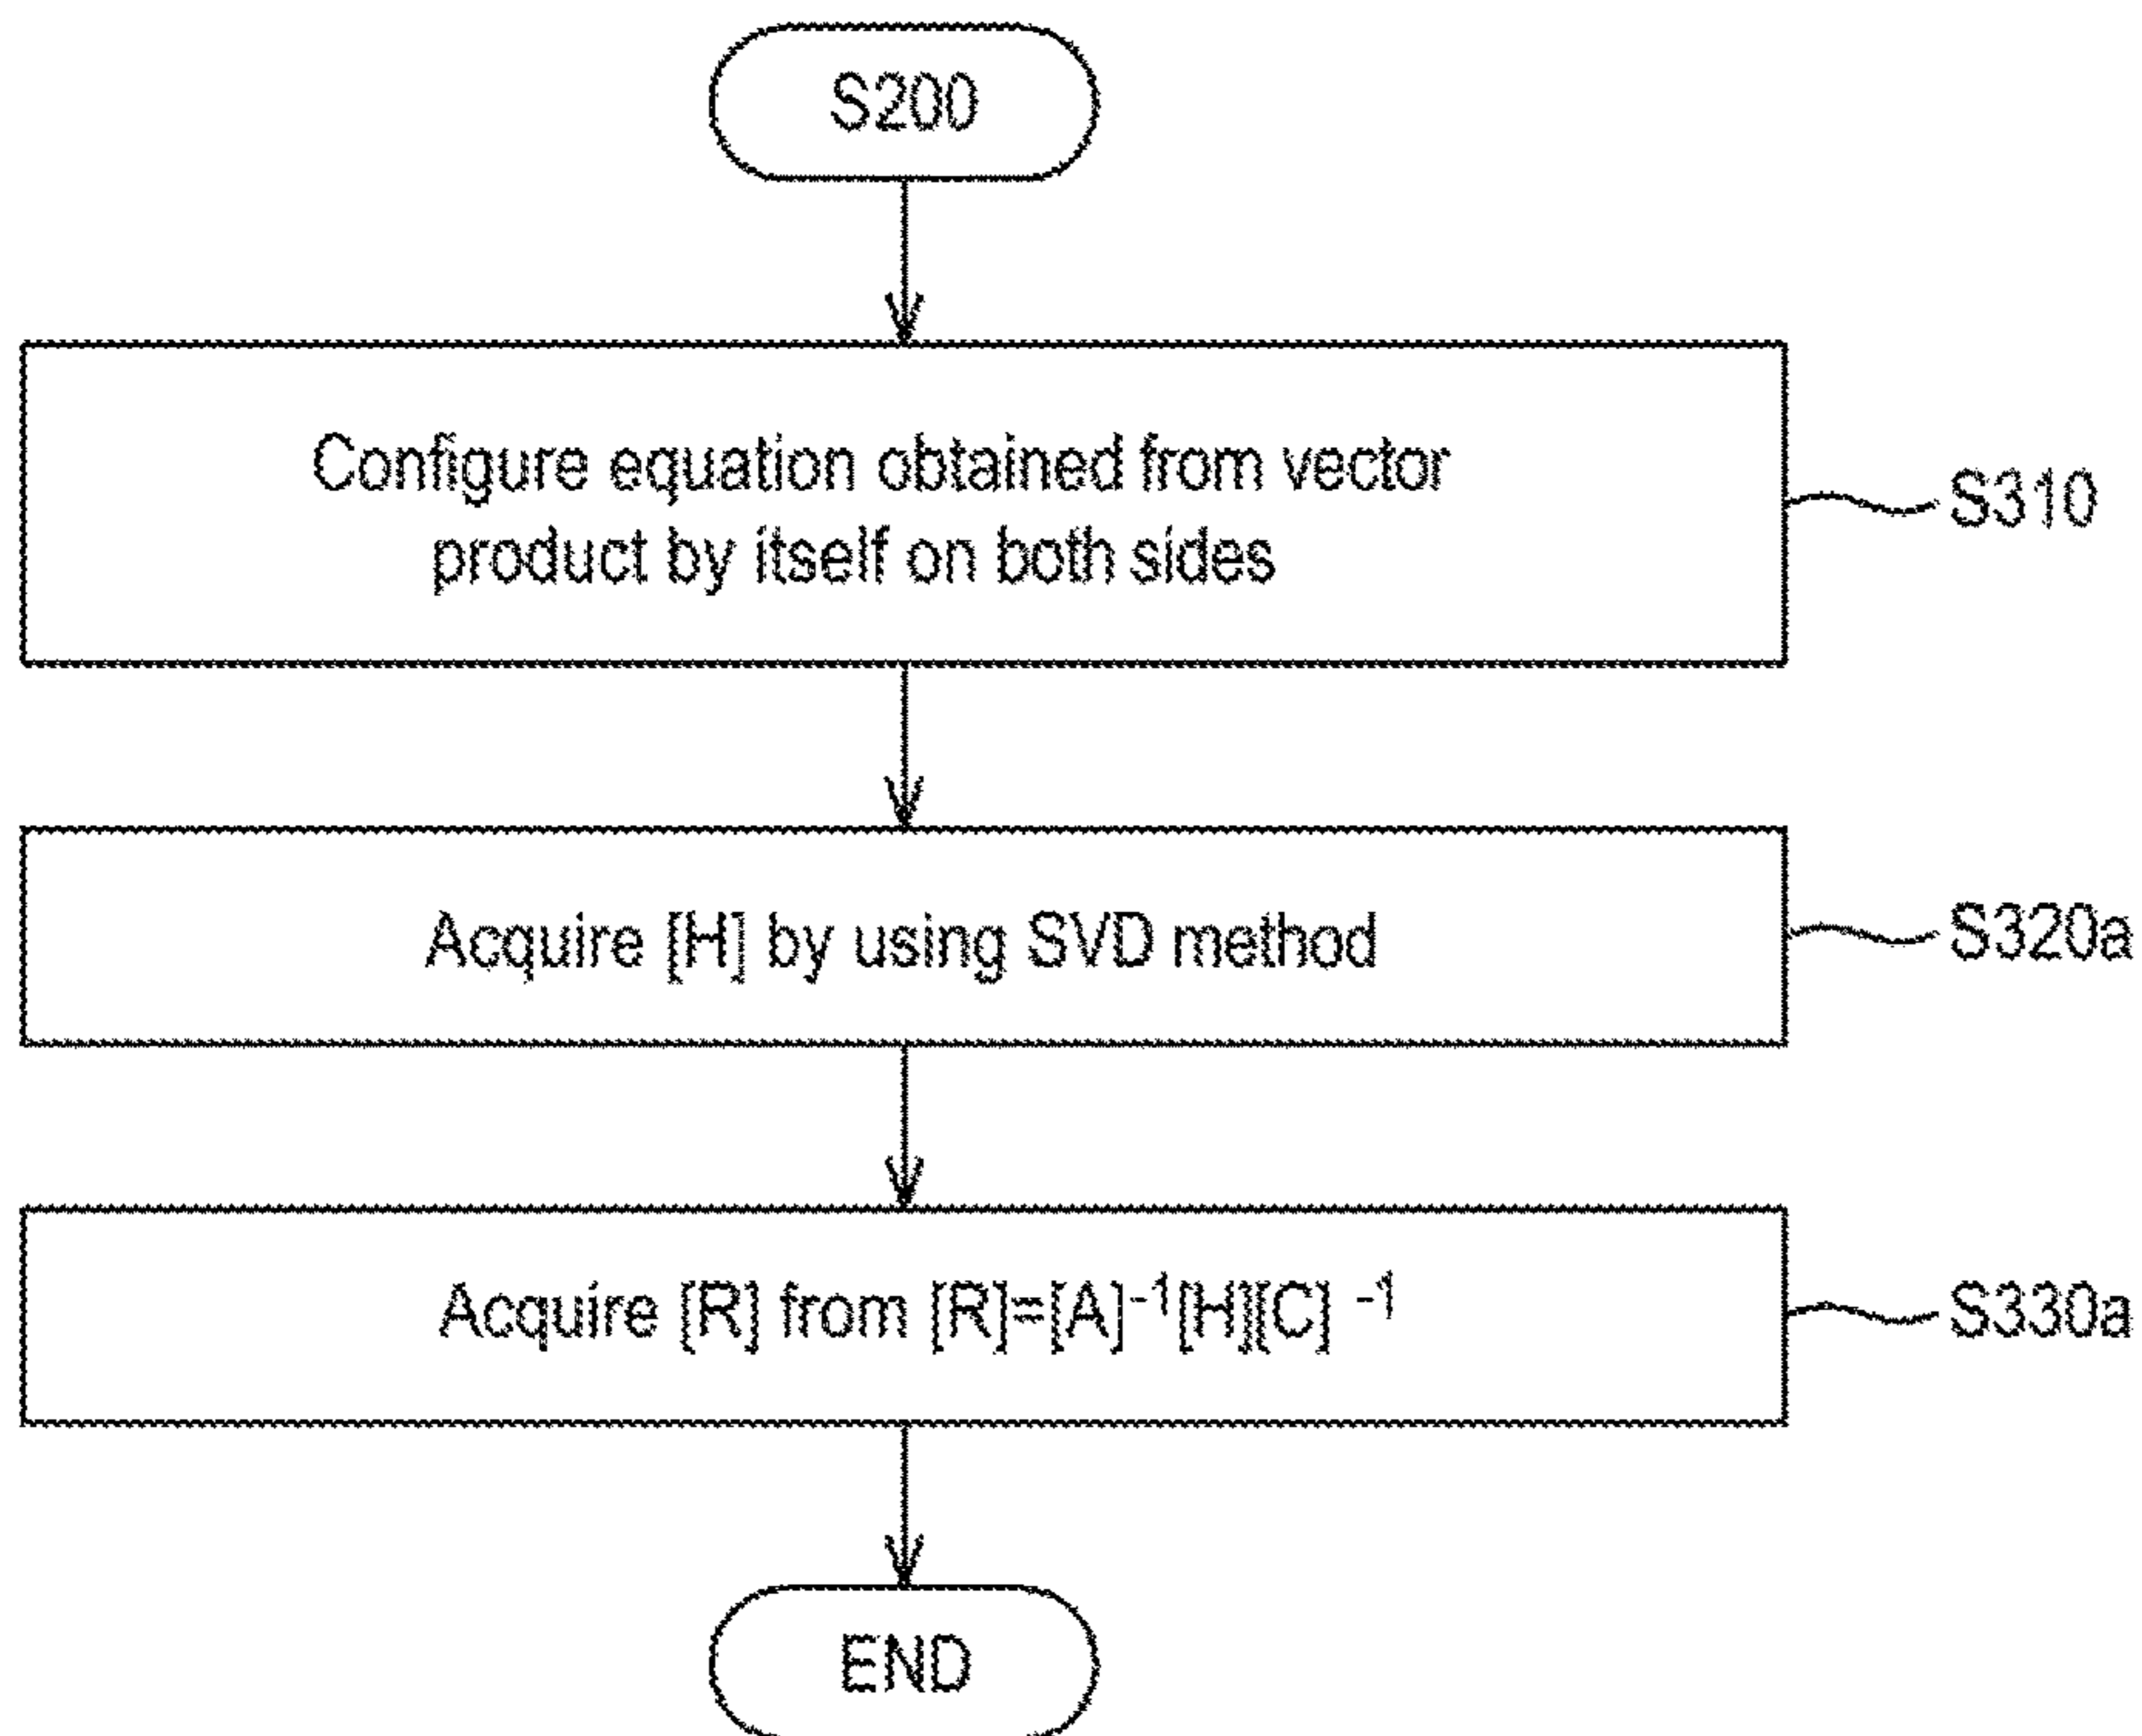 S200
Configure equation obtained from vector
product by itself on both sides
S310
Acquire [H] by using SVD method
S320a
Acquire [R] from [R]=[A]⁻¹[H][C] ⁻¹
S330a
END